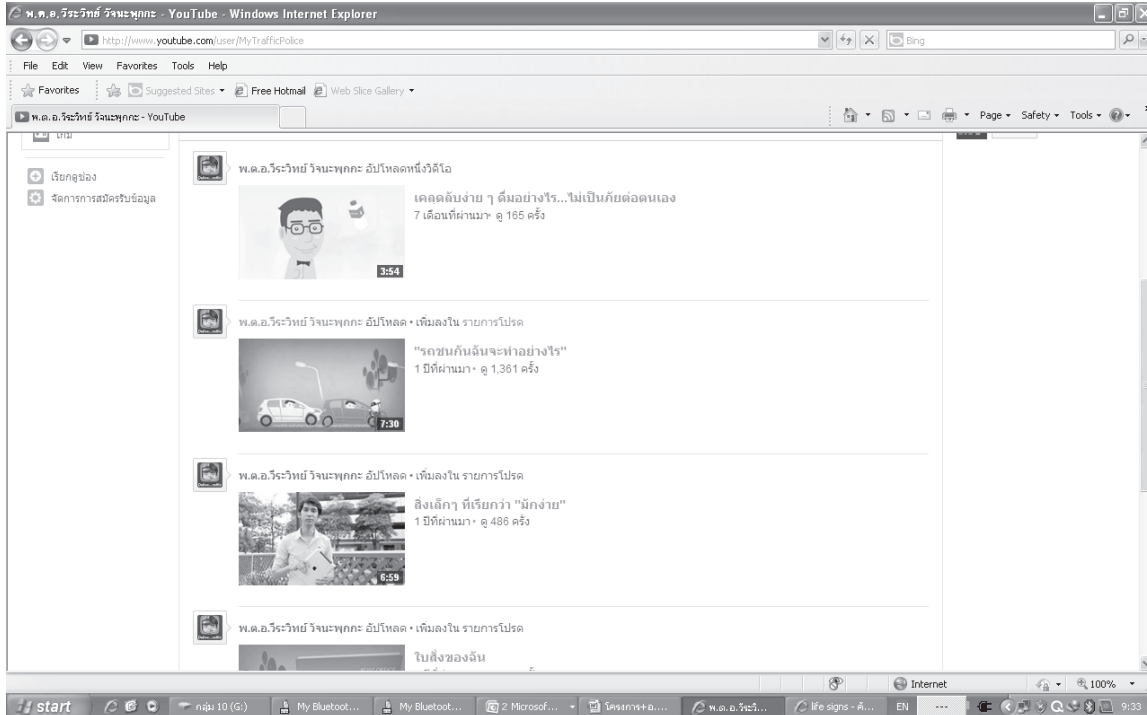 พ.ต.อ.วีระวิทย์ วัจนะพุกกะ - YouTube - Windows Internet Explorer
http://www.youtube.com/user/MyTrafficPolice
Bing
File Edit View Favorites Tools Help
Favorites Suggested Sites Free Hotmail Web Slice Gallery
พ.ต.อ.วีระวิทย์ วัจนะพุกกะ - YouTube
Page Safety Tools
เกม
เรียกดูช่อง
จัดการการสมัครรับข้อมูล
พ.ต.อ.วีระวิทย์ วัจนะพุกกะ อัปโหลดหนึ่งวิดีโอ
เคลดลับง่าย ๆ ดื่มอย่างไร...ไม่เป็นภัยต่อตนเอง
7 เดือนที่ผ่านมา • ดู 165 ครั้ง
3:54
พ.ต.อ.วีระวิทย์ วัจนะพุกกะ อัปโหลด • เพิ่มลงใน รายการโปรด
"รถชนกันฉันจะทำอย่างไร"
1 ปีที่ผ่านมา • ดู 1,361 ครั้ง
7:30
พ.ต.อ.วีระวิทย์ วัจนะพุกกะ อัปโหลด • เพิ่มลงใน รายการโปรด
สิ่งเล็กๆ ที่เรียกว่า "มักง่าย"
1 ปีที่ผ่านมา • ดู 486 ครั้ง
6:59
พ.ต.อ.วีระวิทย์ วัจนะพุกกะ อัปโหลด • เพิ่มลงใน รายการโปรด
ใบสั่งของฉัน
Internet 100%
start กลุ่ม 10 (G:) My Bluetoot... My Bluetoot... 2 Microsof... โครงการ+อ.... พ.ต.อ.วีระวิ... life signs - ค้... EN 9:33